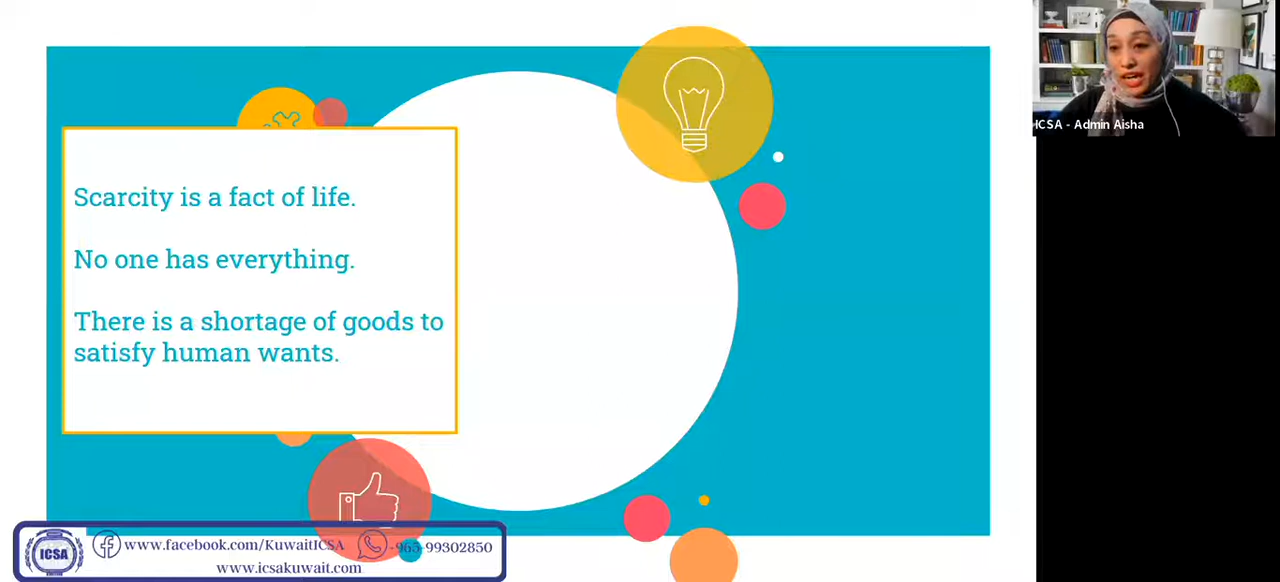 Scarcity is a fact of life.
No one has everything.
There is a shortage of goods to
satisfy human wants.
ICSA - Admin Aisha
ICSA
www.facebook.com/KuwaitICSA
-965-99302850
www.icsakuwait.com